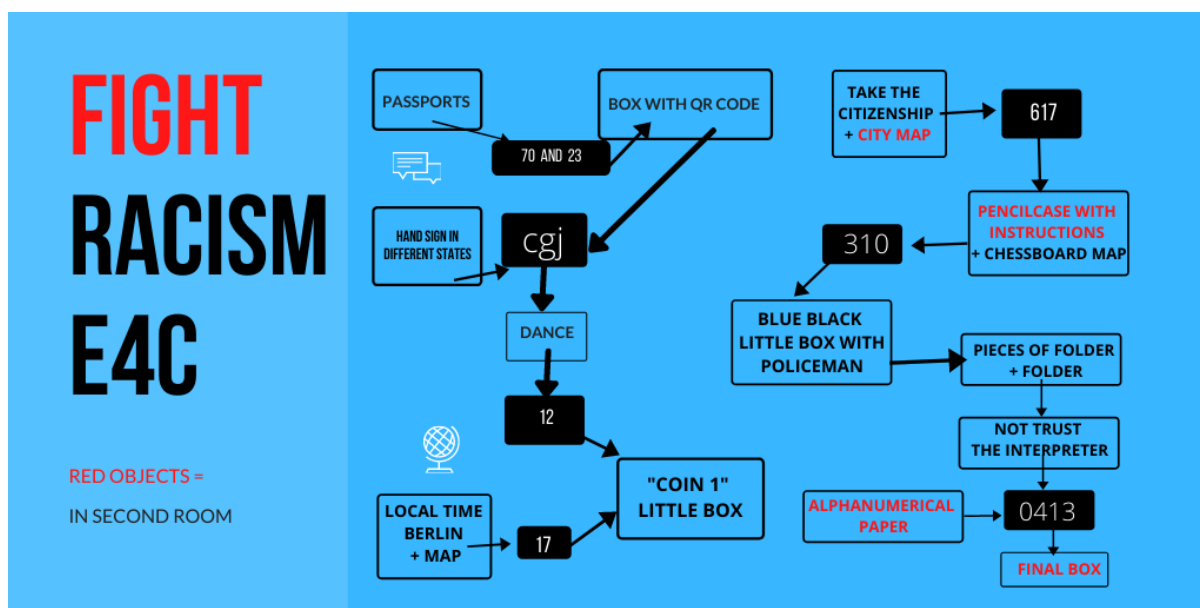 FIGHT
RACISM
E4C
RED OBJECTS =
IN SECOND ROOM
PASSPORTS
70 AND 23
BOX WITH QR CODE
HAND SIGN IN
DIFFERENT STATES
cgj
DANCE
12
LOCAL TIME
BERLIN
+ MAP
17
"COIN 1"
LITTLE BOX
TAKE THE
CITIZENSHIP
+ CITY MAP
617
PENCILCASE WITH
INSTRUCTIONS
+ CHESSBOARD MAP
310
BLUE BLACK
LITTLE BOX WITH
POLICEMAN
PIECES OF FOLDER
+ FOLDER
NOT TRUST
THE INTERPRETER
ALPHANUMERICAL
PAPER
0413
FINAL BOX